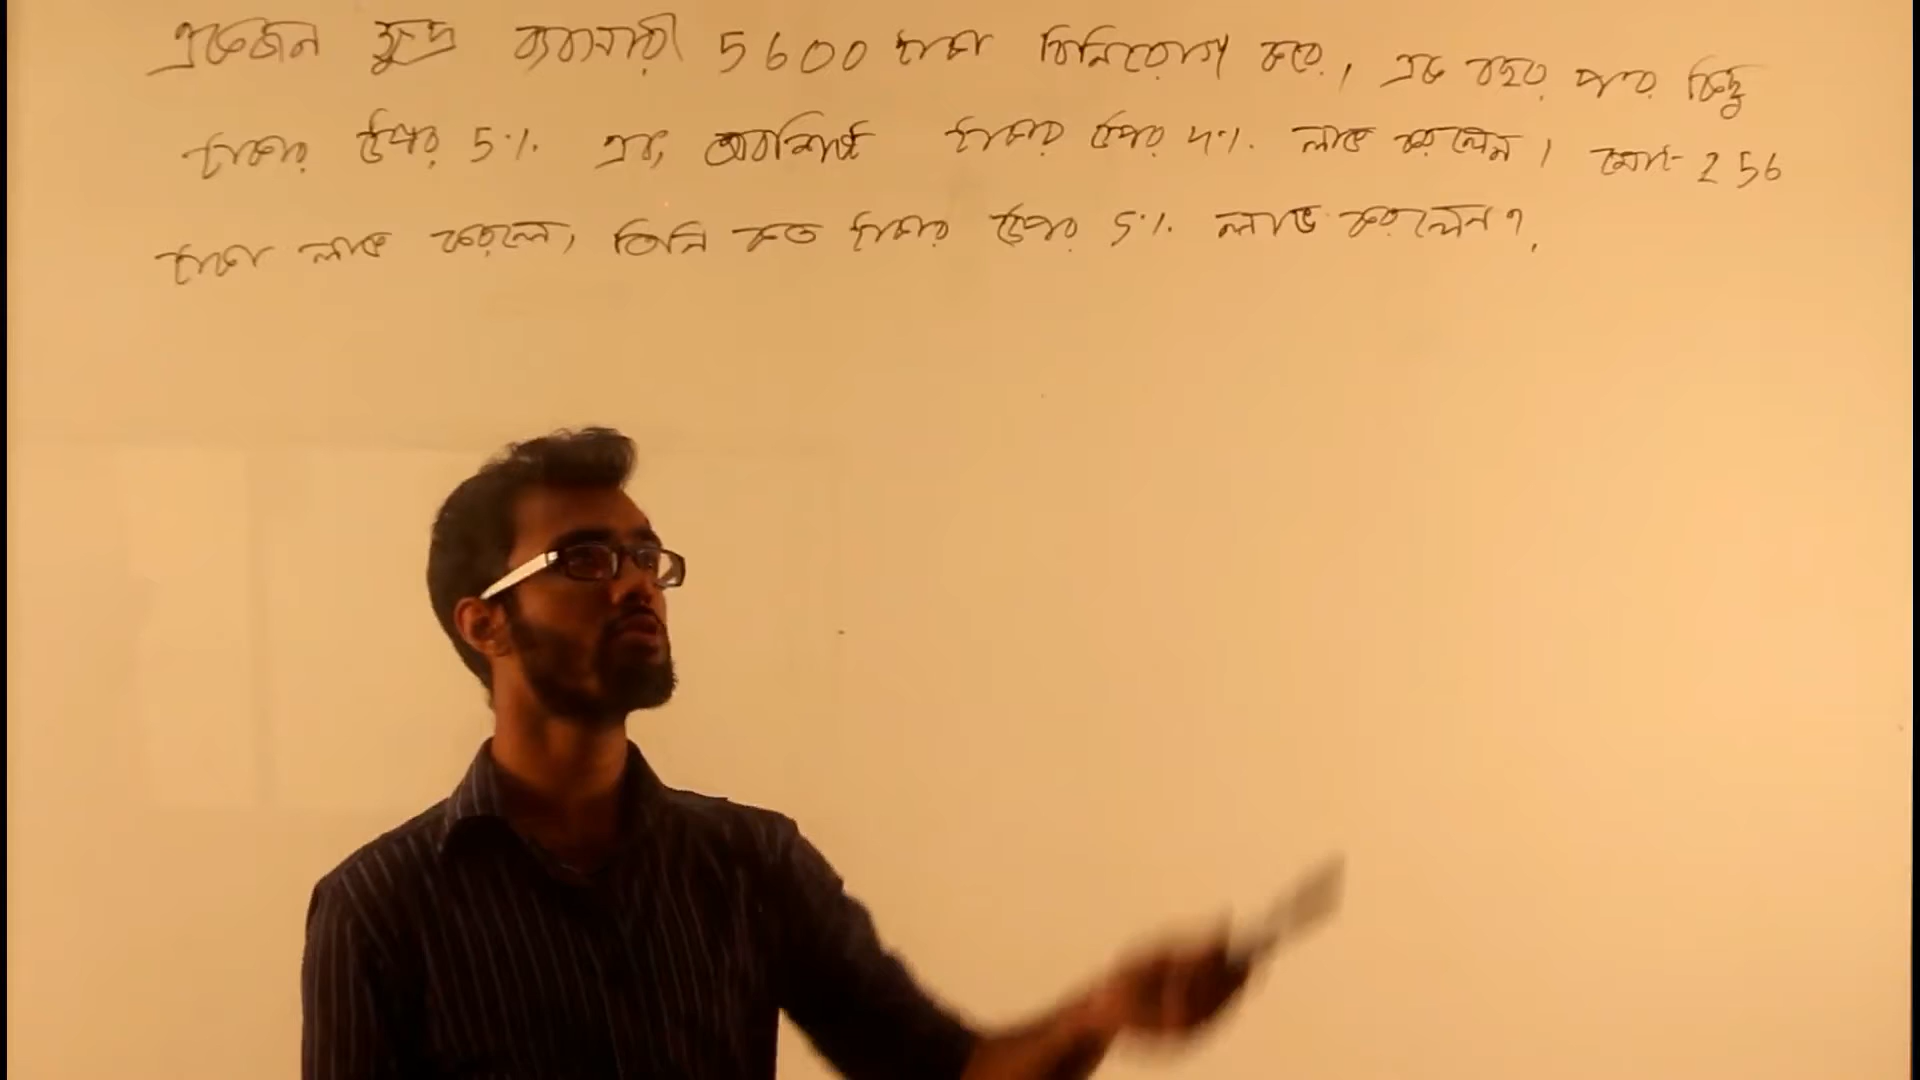 একজন ক্ষুদ্র ব্যবসায়ী 5600 টাকা বিনিয়োগ করে, এক বছর পর কিছু
টাকার উপর 5% এবং অবশিষ্ট টাকার উপর 4% লাভ করলেন। মোট 256
টাকা লাভ করলে, তিনি কত টাকার উপর 5% লাভ করলেন?